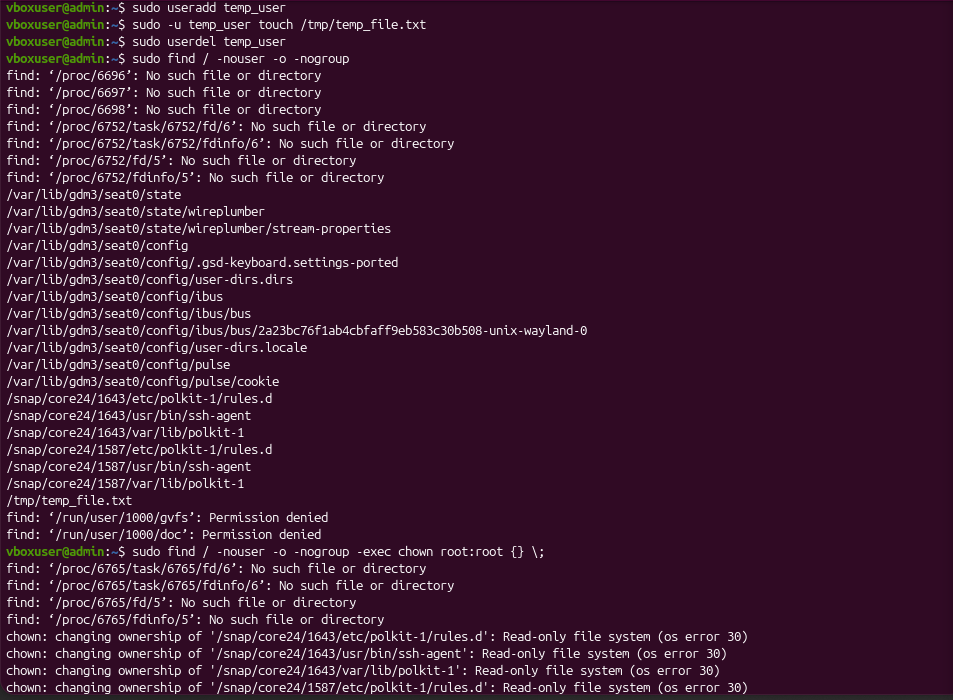 vboxuser@admin:~$ sudo useradd temp_user
vboxuser@admin:~$ sudo -u temp_user touch /tmp/temp_file.txt
vboxuser@admin:~$ sudo userdel temp_user
vboxuser@admin:~$ sudo find / -nouser -o -nogroup
find: ‘/proc/6696’: No such file or directory
find: ‘/proc/6697’: No such file or directory
find: ‘/proc/6698’: No such file or directory
find: ‘/proc/6752/task/6752/fd/6’: No such file or directory
find: ‘/proc/6752/task/6752/fdinfo/6’: No such file or directory
find: ‘/proc/6752/fd/5’: No such file or directory
find: ‘/proc/6752/fdinfo/5’: No such file or directory
/var/lib/gdm3/seat0/state
/var/lib/gdm3/seat0/state/wireplumber
/var/lib/gdm3/seat0/state/wireplumber/stream-properties
/var/lib/gdm3/seat0/config
/var/lib/gdm3/seat0/config/.gsd-keyboard.settings-ported
/var/lib/gdm3/seat0/config/user-dirs.dirs
/var/lib/gdm3/seat0/config/ibus
/var/lib/gdm3/seat0/config/ibus/bus
/var/lib/gdm3/seat0/config/ibus/bus/2a23bc76f1ab4cbfaff9eb583c30b508-unix-wayland-0
/var/lib/gdm3/seat0/config/user-dirs.locale
/var/lib/gdm3/seat0/config/pulse
/var/lib/gdm3/seat0/config/pulse/cookie
/snap/core24/1643/etc/polkit-1/rules.d
/snap/core24/1643/usr/bin/ssh-agent
/snap/core24/1643/var/lib/polkit-1
/snap/core24/1587/etc/polkit-1/rules.d
/snap/core24/1587/usr/bin/ssh-agent
/snap/core24/1587/var/lib/polkit-1
/tmp/temp_file.txt
find: ‘/run/user/1000/gvfs’: Permission denied
find: ‘/run/user/1000/doc’: Permission denied
vboxuser@admin:~$ sudo find / -nouser -o -nogroup -exec chown root:root {} \;
find: ‘/proc/6765/task/6765/fd/6’: No such file or directory
find: ‘/proc/6765/task/6765/fdinfo/6’: No such file or directory
find: ‘/proc/6765/fd/5’: No such file or directory
find: ‘/proc/6765/fdinfo/5’: No such file or directory
chown: changing ownership of '/snap/core24/1643/etc/polkit-1/rules.d': Read-only file system (os error 30)
chown: changing ownership of '/snap/core24/1643/usr/bin/ssh-agent': Read-only file system (os error 30)
chown: changing ownership of '/snap/core24/1643/var/lib/polkit-1': Read-only file system (os error 30)
chown: changing ownership of '/snap/core24/1587/etc/polkit-1/rules.d': Read-only file system (os error 30)